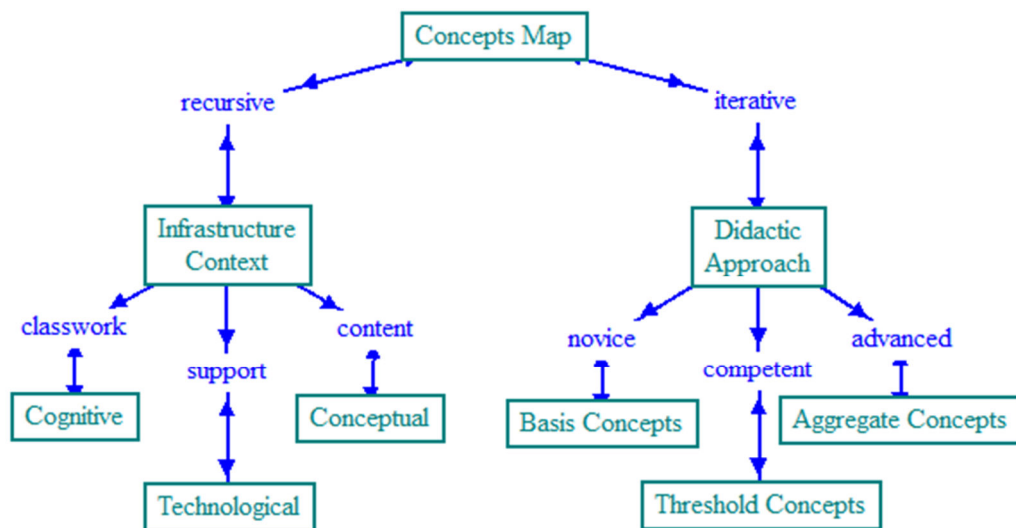 Concepts Map
recursive
iterative
Infrastructure
Context
Didactic
Approach
classwork
support
content
novice
competent
advanced
Cognitive
Conceptual
Basis Concepts
Aggregate Concepts
Technological
Threshold Concepts